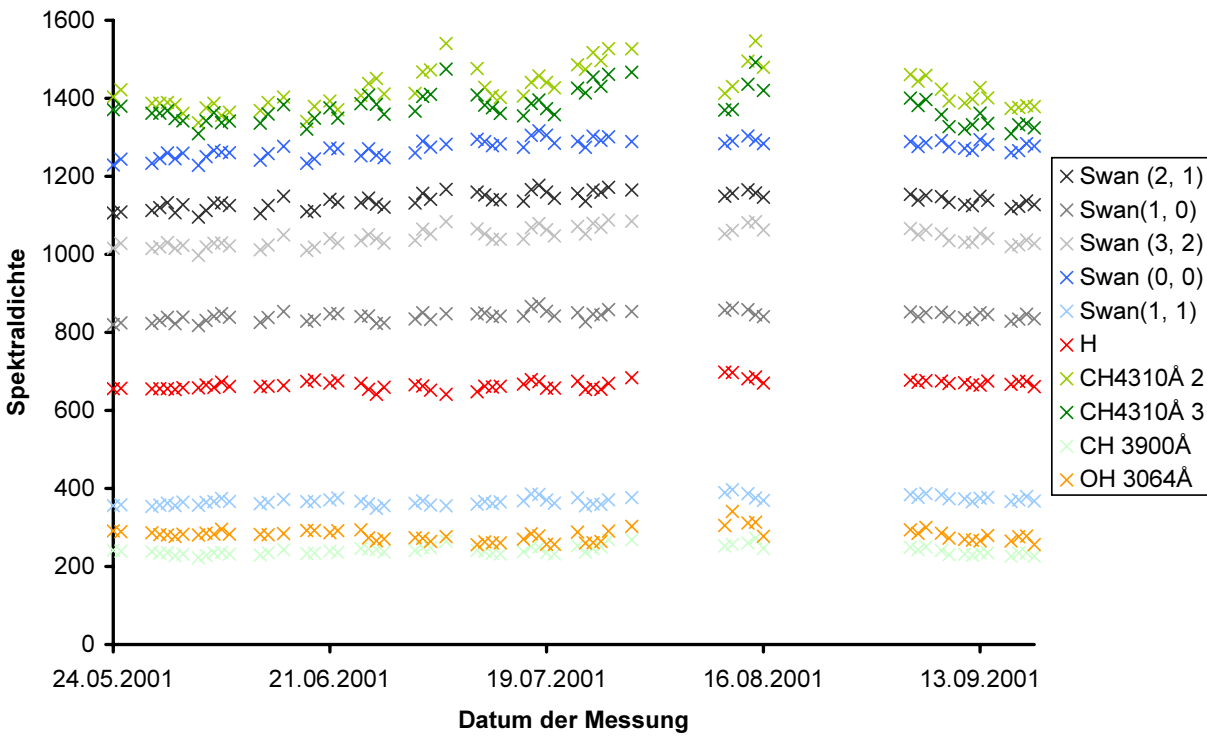 1600
1400
1200
1000
800
600
400
200
0
Spektraldichte
24.05.2001 21.06.2001 19.07.2001 16.08.2001 13.09.2001
Datum der Messung
Swan (2, 1)
Swan(1, 0)
Swan (3, 2)
Swan (0, 0)
Swan(1, 1)
H
CH4310Å 2
CH4310Å 3
CH 3900Å
OH 3064Å